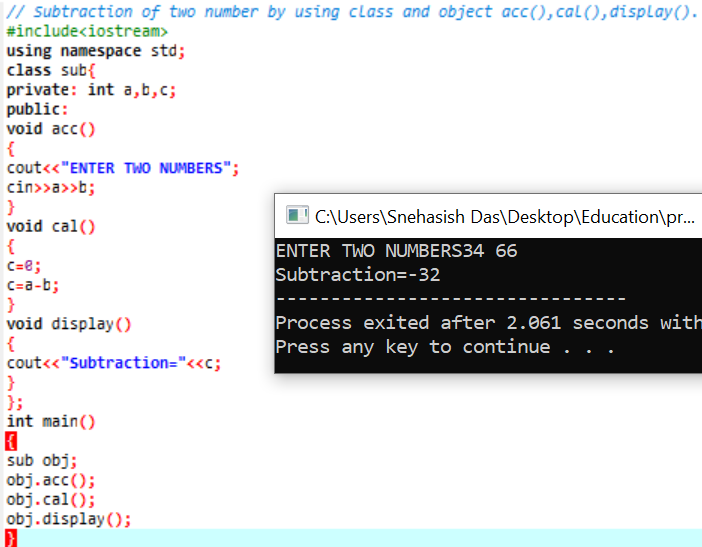 // Subtraction of two number by using class and object acc(),cal(),display().
#include<iostream>
using namespace std;
class sub{
private: int a,b,c;
public:
void acc()
{
cout<<"ENTER TWO NUMBERS";
cin>>a>>b;
}
void cal()
{
c=0;
c=a-b;
}
void display()
{
cout<<"Subtraction="<<c;
}
};
int main()
{
sub obj;
obj.acc();
obj.cal();
obj.display();
}
C:\Users\Snehasish Das\Desktop\Education\pr...
ENTER TWO NUMBERS34 66
Subtraction=-32
--------------------------------
Process exited after 2.061 seconds with
Press any key to continue . . .